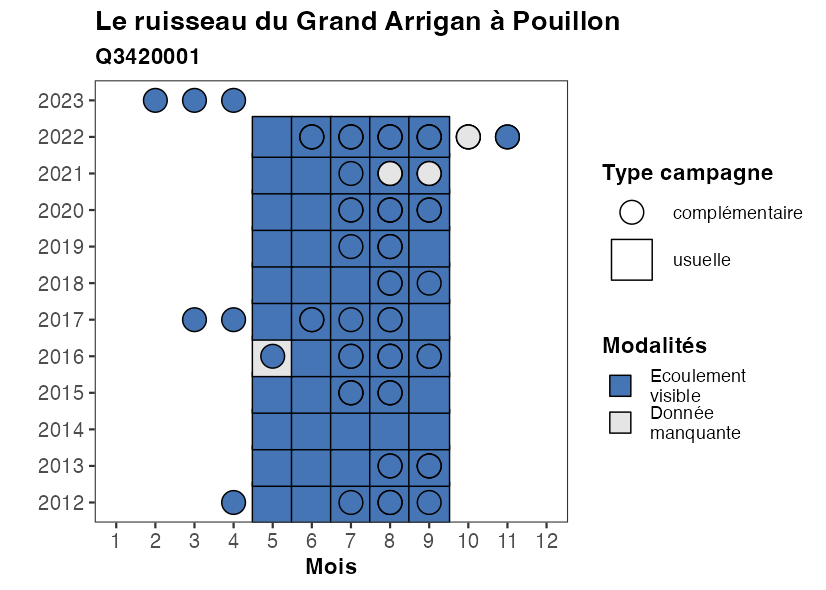 Le ruisseau du Grand Arrigan à Pouillon
Q3420001
2023
2022
2021
2020
2019
2018
2017
2016
2015
2014
2013
2012
1 2 3 4 5 6 7 8 9 10 11 12
Mois
Type campagne
complémentaire
usuelle
Modalités
Ecoulement
visible
Donnée
manquante